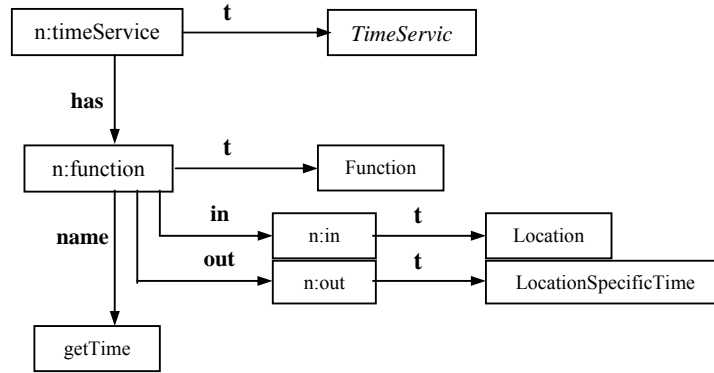 n:timeService
t
TimeServic
has
n:function
t
Function
name
in
n:in
t
Location
out
n:out
t
LocationSpecificTime
getTime